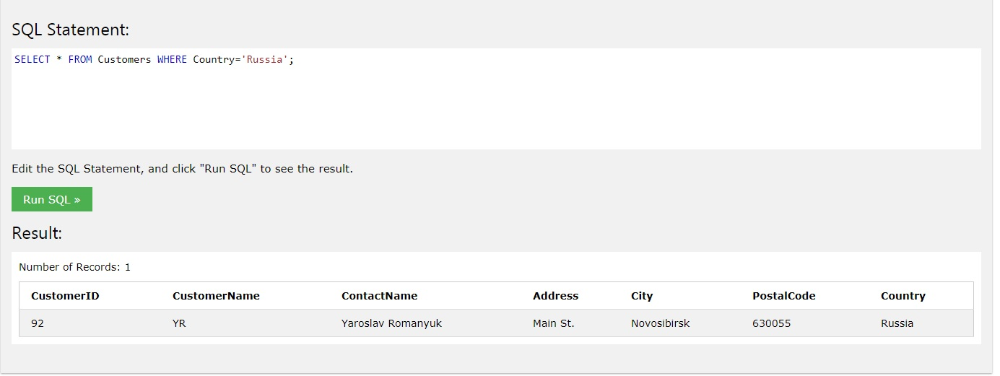 SQL Statement:
SELECT * FROM Customers WHERE Country='Russia';
Edit the SQL Statement, and click "Run SQL" to see the result.
Run SQL »
Result:
Number of Records: 1
CustomerID CustomerName ContactName Address City PostalCode Country
92 YR Yaroslav Romanyuk Main St. Novosibirsk 630055 Russia